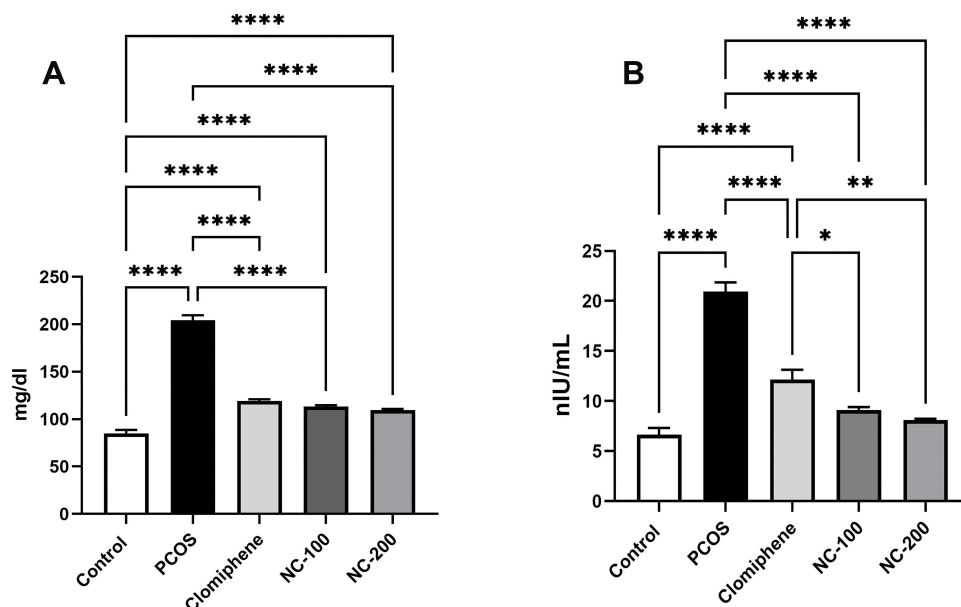 A
****
****
****
****
****
****
****
mg/dl
250
200
150
100
50
0
Control
PCOS
Clomiphene
NC-100
NC-200
B
****
****
****
****
**
****
*
nIU/mL
25
20
15
10
5
0
Control
PCOS
Clomiphene
NC-100
NC-200